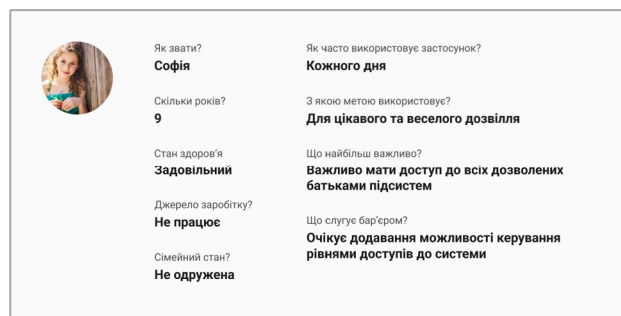 Як звати?
Софія
Скільки років?
9
Стан здоров'я
Задовільний
Джерело заробітку?
Не працює
Сімейний стан?
Не одружена
Як часто використовує застосунок?
Кожного дня
З якою метою використовує?
Для цікавого та веселого дозвілля
Що найбільш важливо?
Важливо мати доступ до всіх дозволених
батьками підсистем
Що слугує бар'єром?
Очікує додавання можливості керування
рівнями доступів до системи